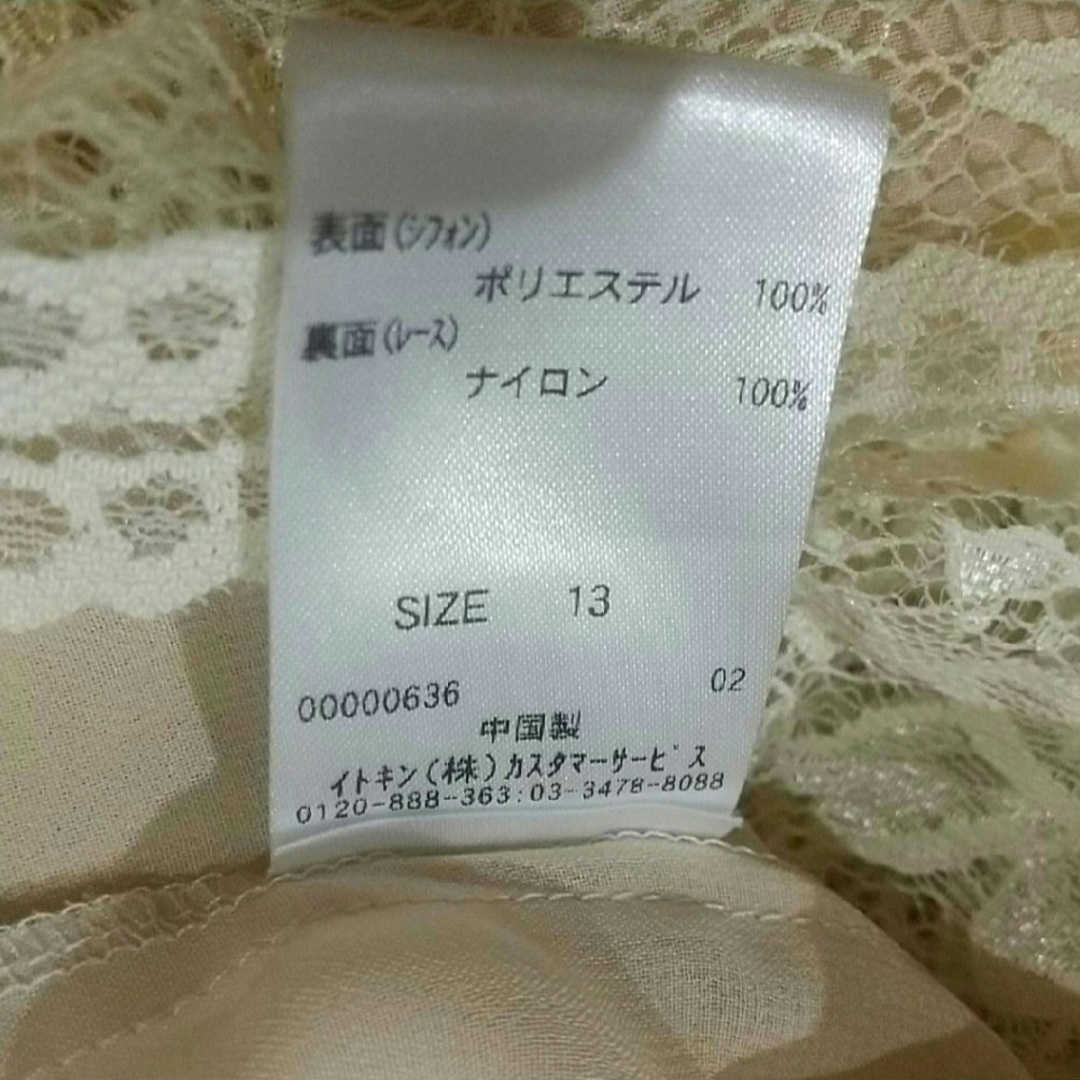 表面(ｼﾌｫﾝ)
ポリエステル 100%
裏面(ﾚｰｽ)
ナイロン 100%
SIZE 13
00000636 02
中国製
イトキン(株)カスタマーサービス
0120-888-363:03-3478-8088